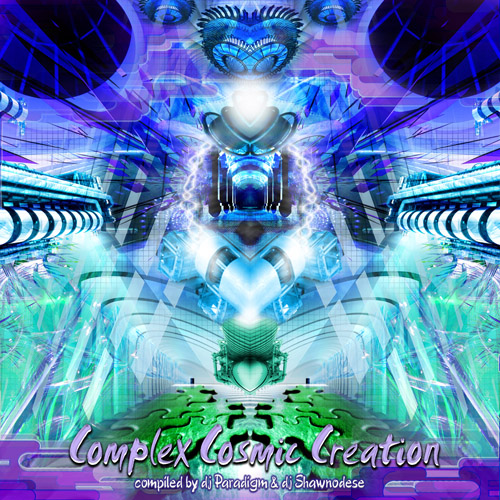 Complex Cosmic Creation
compiled by dj Paradigm & dj Shawnodese